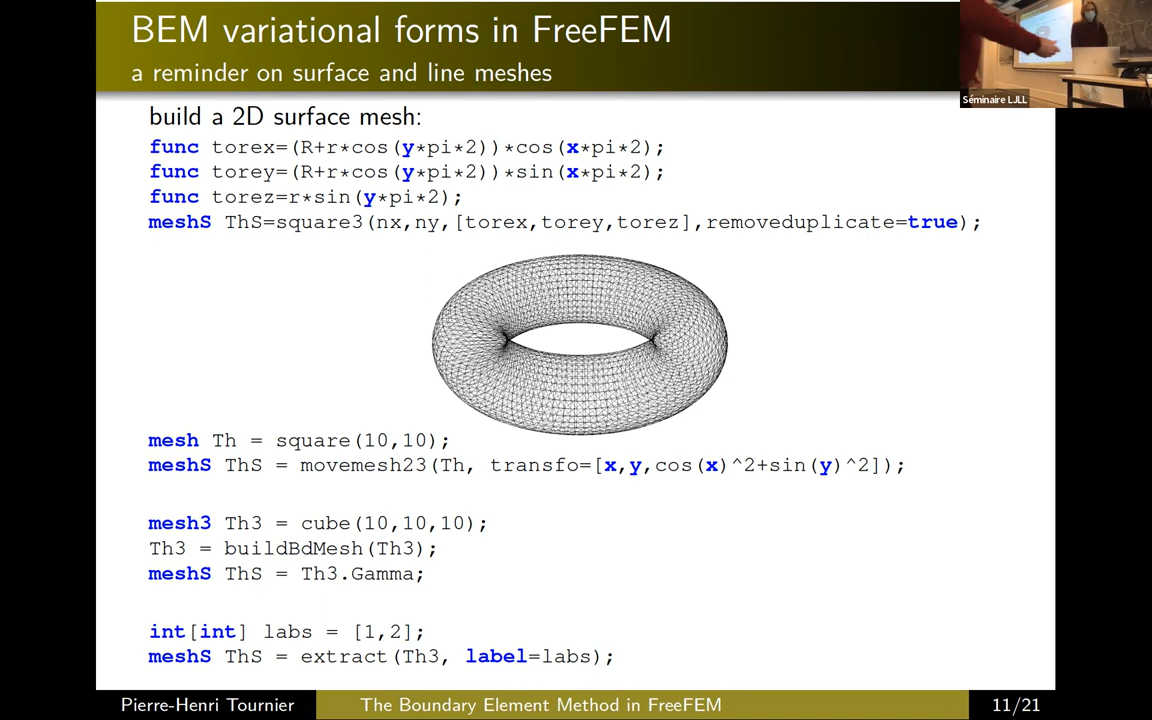 BEM variational forms in FreeFEM
a reminder on surface and line meshes
Séminaire LJLL
build a 2D surface mesh:
func torex=(R+r*cos(y*pi*2))*cos(x*pi*2);
func torey=(R+r*cos(y*pi*2))*sin(x*pi*2);
func torez=r*sin(y*pi*2);
meshS ThS=square3(nx,ny,[torex,torey,torez],removeduplicate=true);
mesh Th = square(10,10);
meshS ThS = movemesh23(Th, transfo=[x,y,cos(x)^2+sin(y)^2]);
mesh3 Th3 = cube(10,10,10);
Th3 = buildBdMesh(Th3);
meshS ThS = Th3.Gamma;
int[int] labs = [1,2];
meshS ThS = extract(Th3, label=labs);
Pierre-Henri Tournier
The Boundary Element Method in FreeFEM
11/21